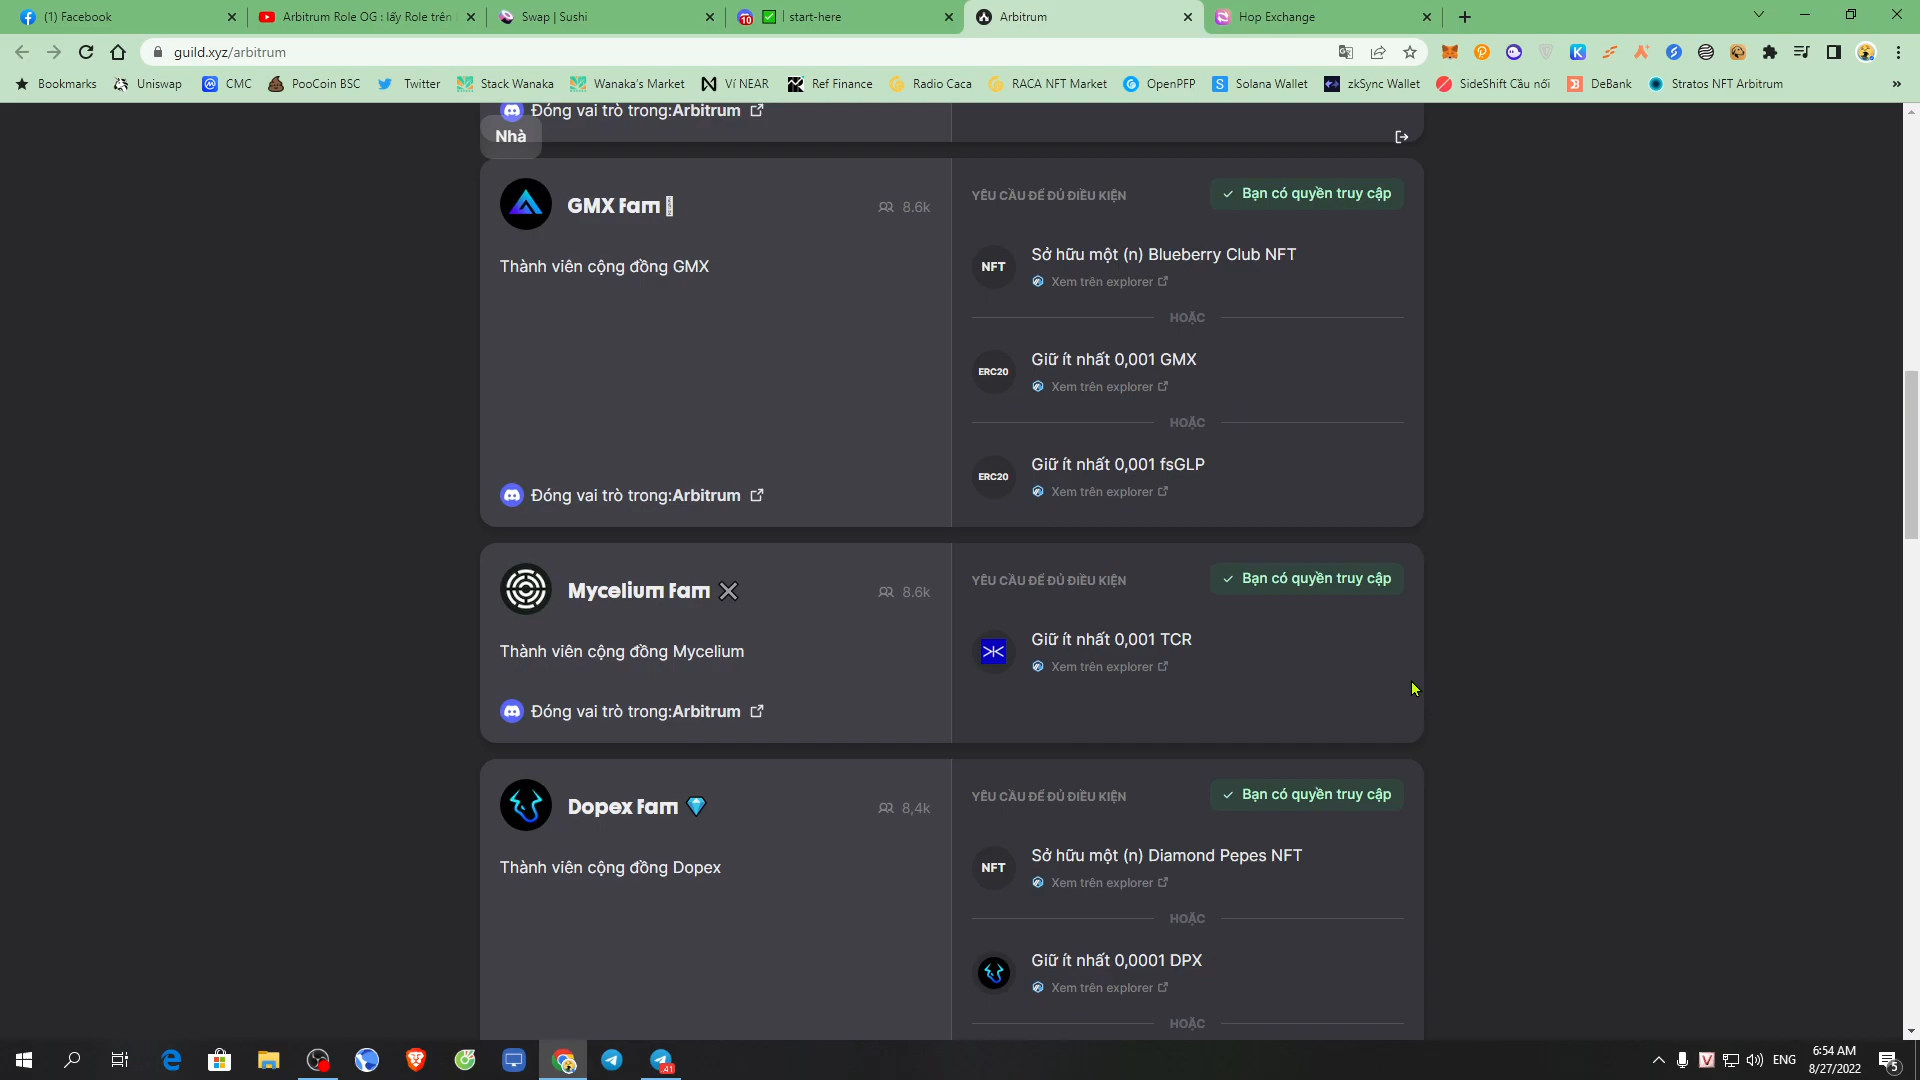 (1) Facebook
Arbitrum Role OG : lấy Role trên
Swap | Sushi
10
| start-here
Arbitrum
Hop Exchange
guild.xyz/arbitrum
Bookmarks
Uniswap
CMC
PooCoin BSC
Twitter
Stack Wanaka
Wanaka's Market
Ví NEAR
Ref Finance
Radio Caca
RACA NFT Market
OpenPFP
Solana Wallet
zkSync Wallet
SideShift Cầu nối
DeBank
Stratos NFT Arbitrum
»
Đóng vai trò trong:Arbitrum
Nhà
GMX Fam
8.6k
Thành viên cộng đồng GMX
Đóng vai trò trong:Arbitrum
YÊU CẦU ĐỂ ĐỦ ĐIỀU KIỆN
Bạn có quyền truy cập
NFT
Sở hữu một (n) Blueberry Club NFT
Xem trên explorer
HOẶC
ERC20
Giữ ít nhất 0,001 GMX
Xem trên explorer
HOẶC
ERC20
Giữ ít nhất 0,001 fsGLP
Xem trên explorer
Mycelium Fam
8.6k
Thành viên cộng đồng Mycelium
Đóng vai trò trong:Arbitrum
YÊU CẦU ĐỂ ĐỦ ĐIỀU KIỆN
Bạn có quyền truy cập
Giữ ít nhất 0,001 TCR
Xem trên explorer
Dopex Fam
8,4k
Thành viên cộng đồng Dopex
YÊU CẦU ĐỂ ĐỦ ĐIỀU KIỆN
Bạn có quyền truy cập
NFT
Sở hữu một (n) Diamond Pepes NFT
Xem trên explorer
HOẶC
Giữ ít nhất 0,0001 DPX
Xem trên explorer
HOẶC
41
ENG
6:54 AM
8/27/2022
5